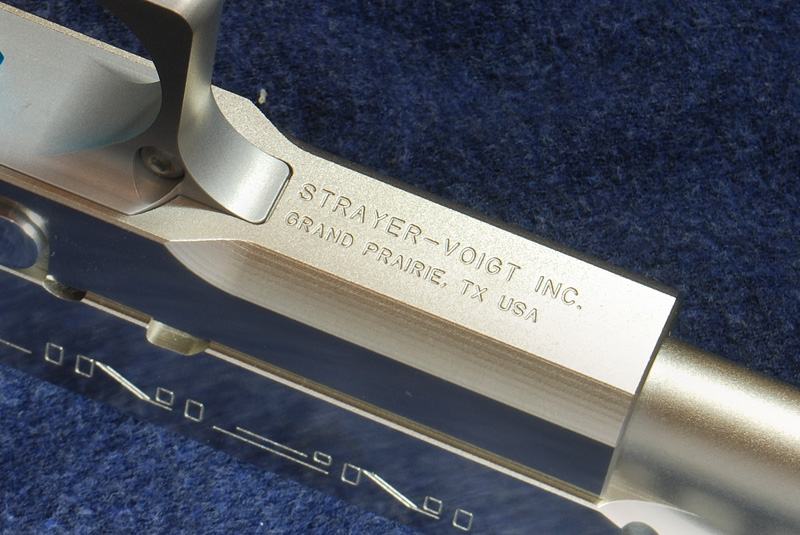 STRAYER-VOIGT INC.
GRAND PRAIRIE, TX USA